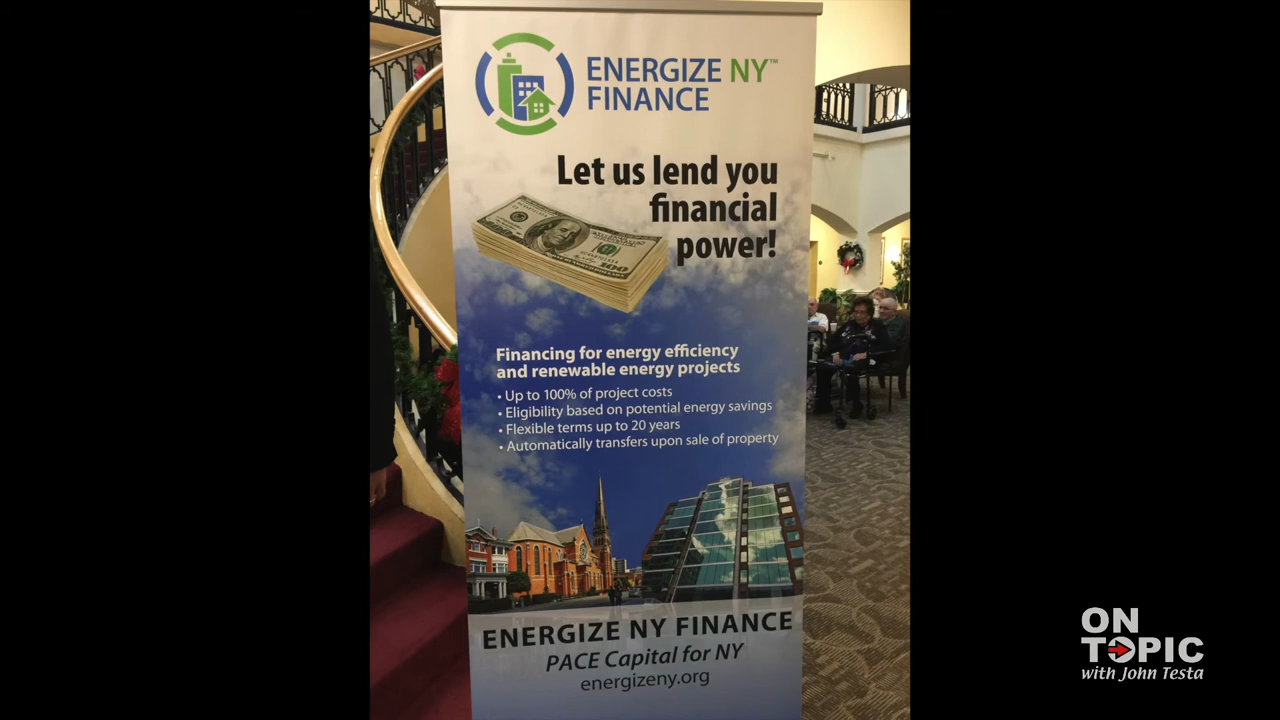 ENERGIZE NY™
FINANCE
Let us lend you
financial
power!
100
Financing for energy efficiency
and renewable energy projects
• Up to 100% of project costs
• Eligibility based on potential energy savings
• Flexible terms up to 20 years
• Automatically transfers upon sale of property
ENERGIZE NY FINANCE
PACE Capital for NY
energizeny.org
ON
TOPIC
with John Testa